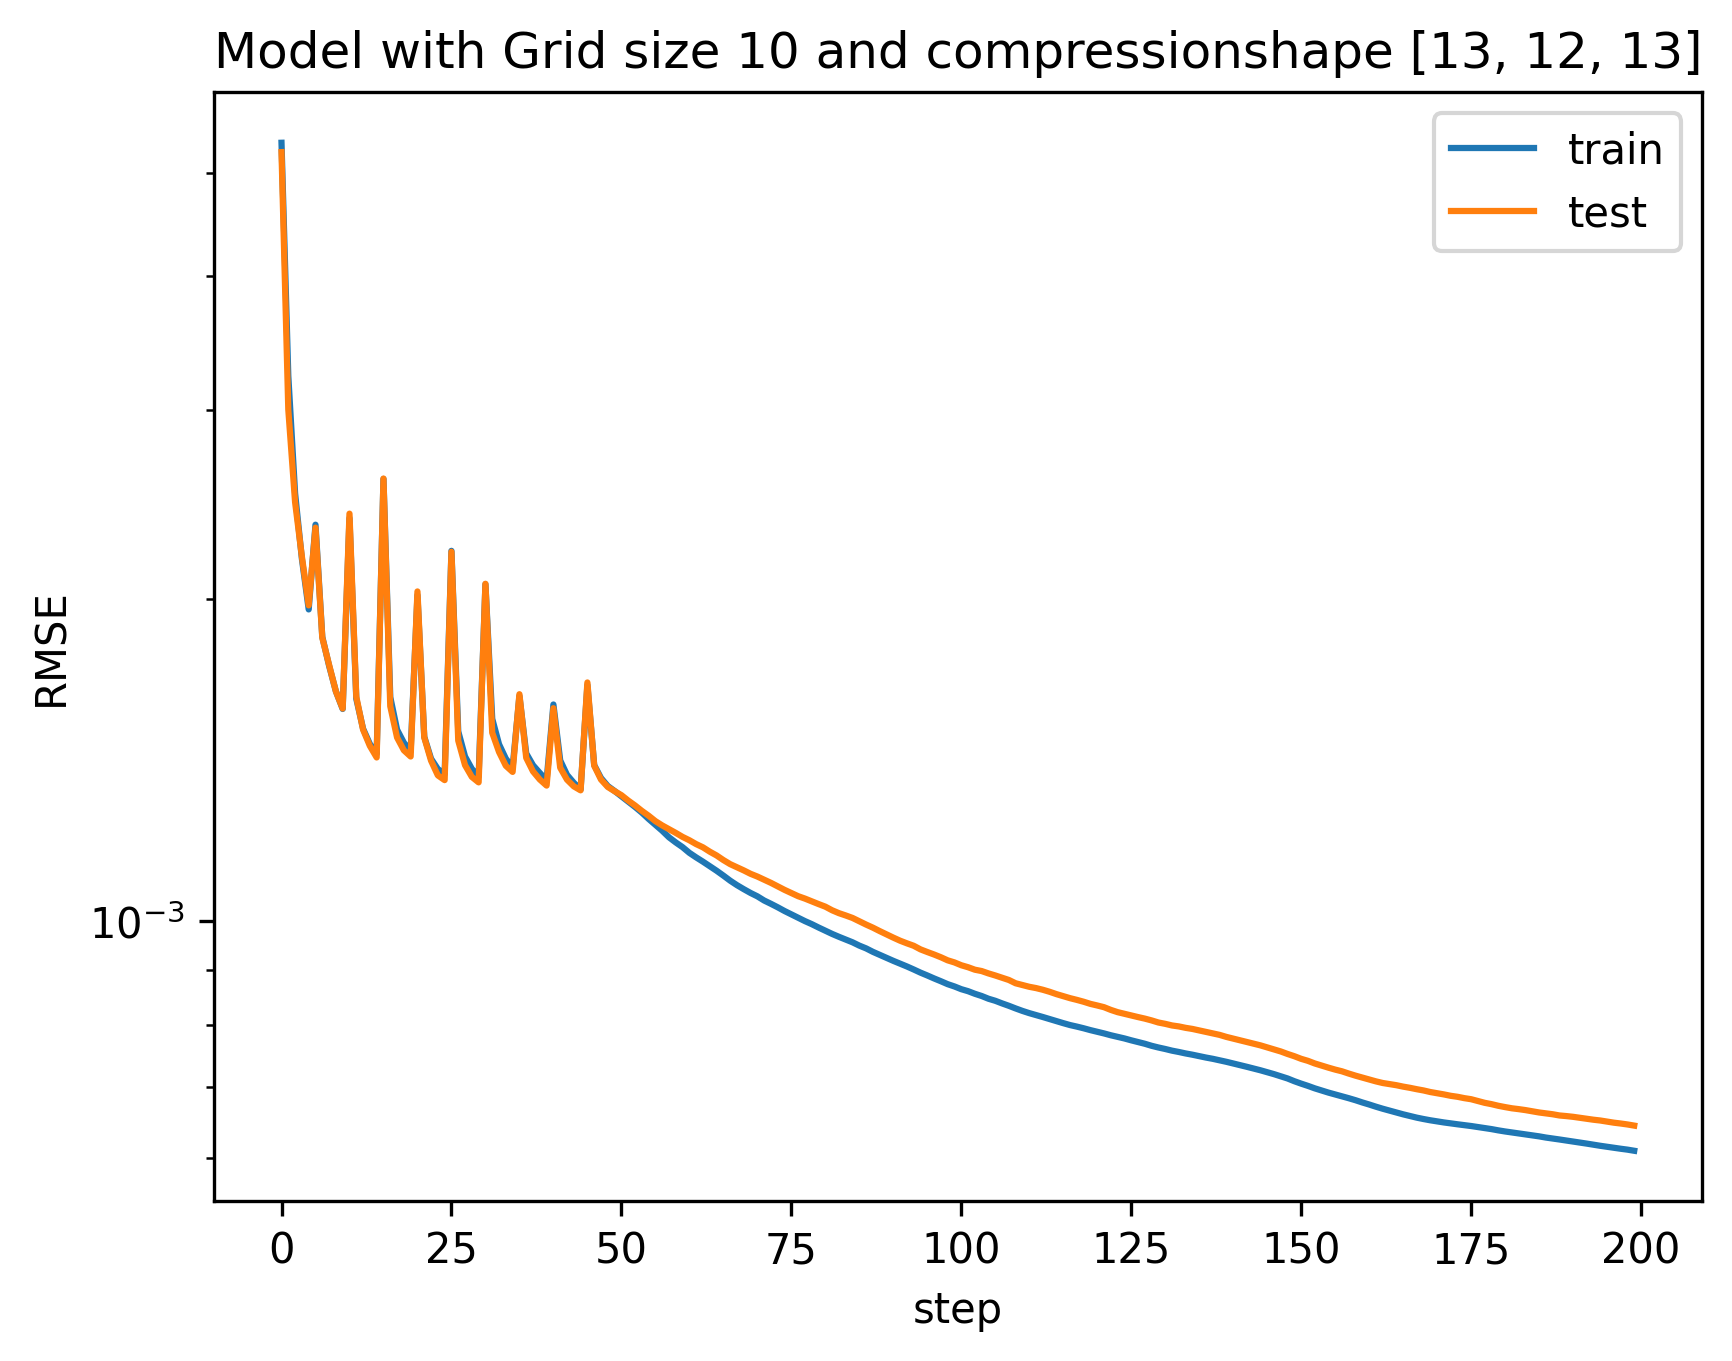 Model with Grid size 10 and compressionshape [13, 12, 13]
train
test
RMSE
10⁻³
0 25 50 75 100 125 150 175 200
step